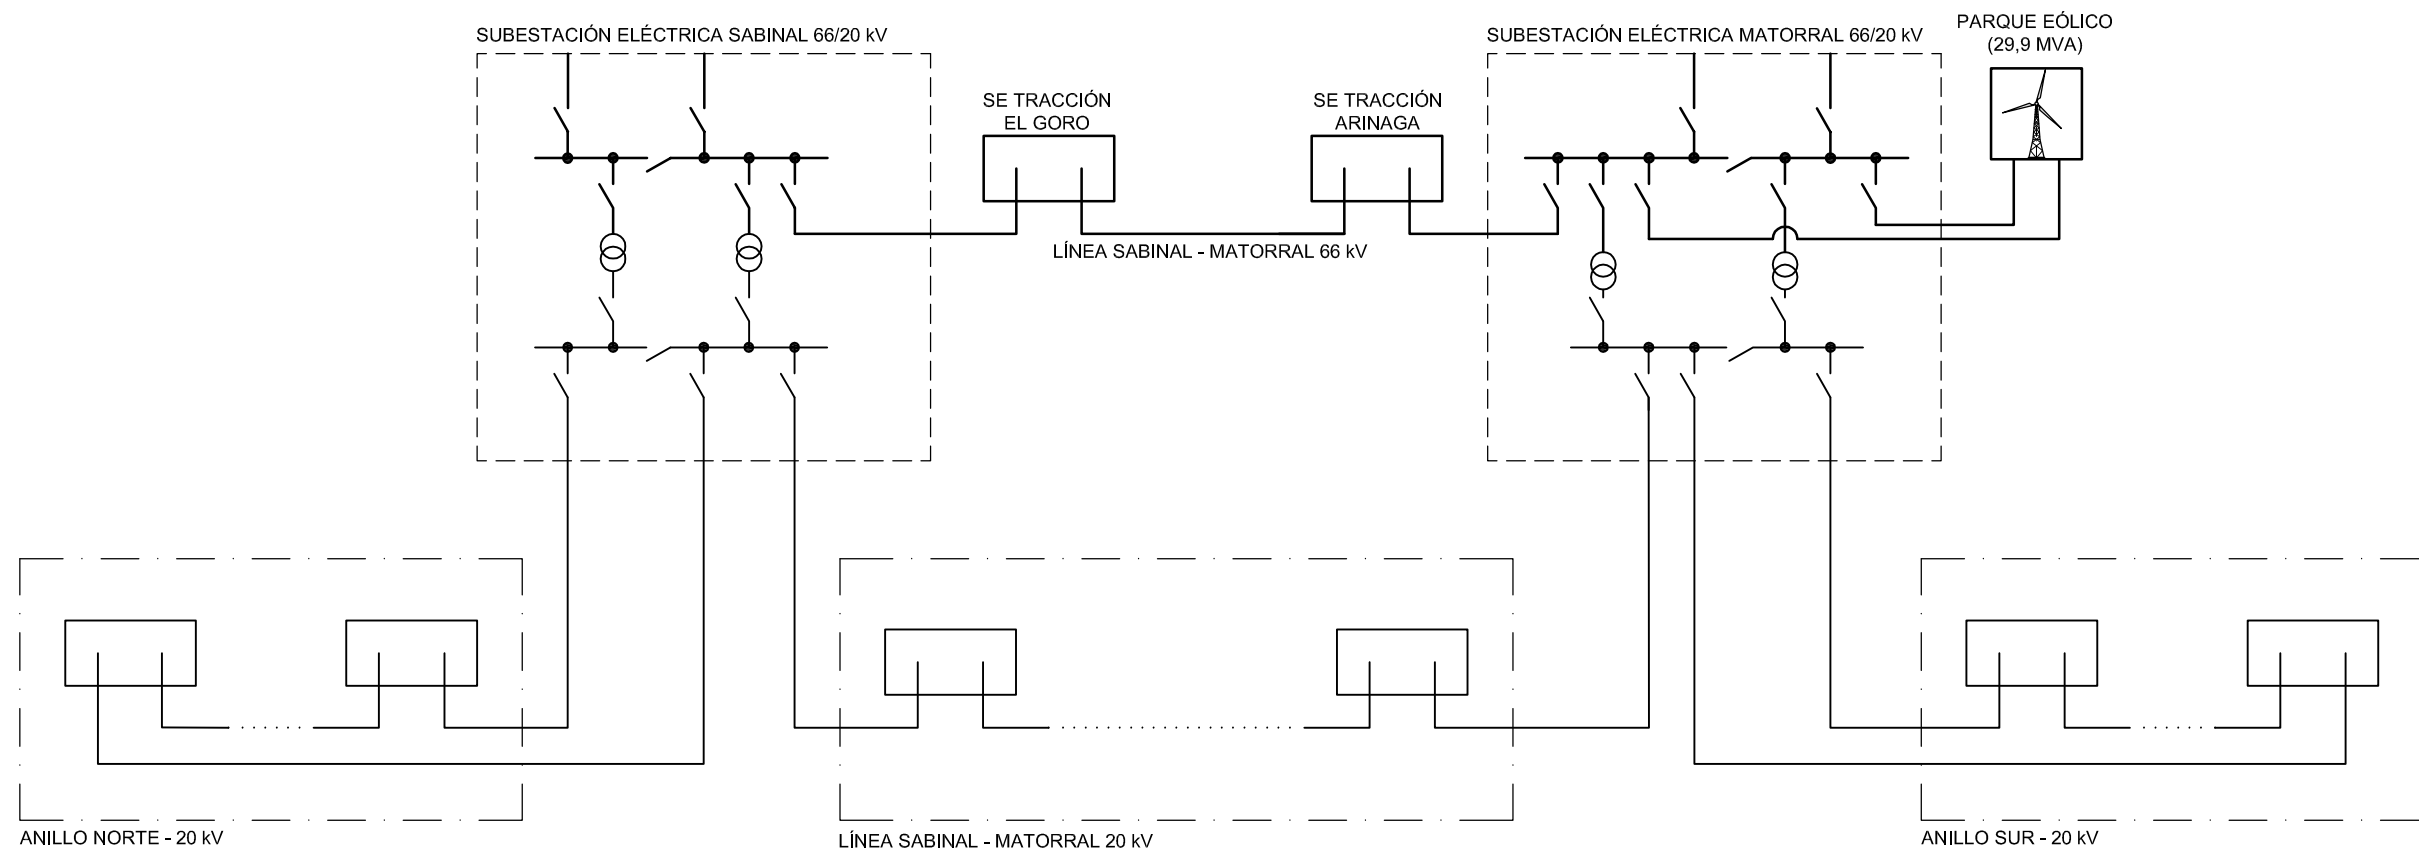 SUBESTACIÓN ELÉCTRICA SABINAL 66/20 kV
SUBESTACIÓN ELÉCTRICA MATORRAL 66/20 kV
PARQUE EÓLICO
(29,9 MVA)
SE TRACCIÓN
EL GORO
SE TRACCIÓN
ARINAGA
LÍNEA SABINAL - MATORRAL 66 kV
ANILLO NORTE - 20 kV
LÍNEA SABINAL - MATORRAL 20 kV
ANILLO SUR - 20 kV